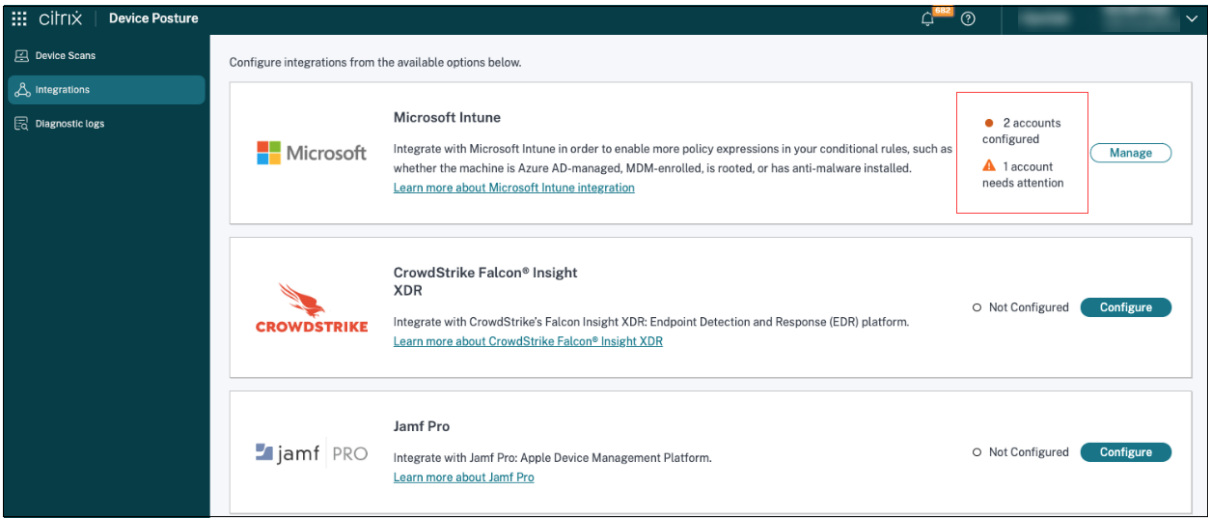 citrix Device Posture
682
Device Scans
Integrations
Diagnostic logs
Configure integrations from the available options below.
Microsoft
Microsoft Intune
Integrate with Microsoft Intune in order to enable more policy expressions in your conditional rules, such as
whether the machine is Azure AD-managed, MDM-enrolled, is rooted, or has anti-malware installed.
Learn more about Microsoft Intune integration
2 accounts
configured
1 account
needs attention
Manage
CROWDSTRIKE
CrowdStrike Falcon® Insight
XDR
Integrate with CrowdStrike's Falcon Insight XDR: Endpoint Detection and Response (EDR) platform.
Learn more about CrowdStrike Falcon® Insight XDR
Not Configured
Configure
jamf PRO
Jamf Pro
Integrate with Jamf Pro: Apple Device Management Platform.
Learn more about Jamf Pro
Not Configured
Configure